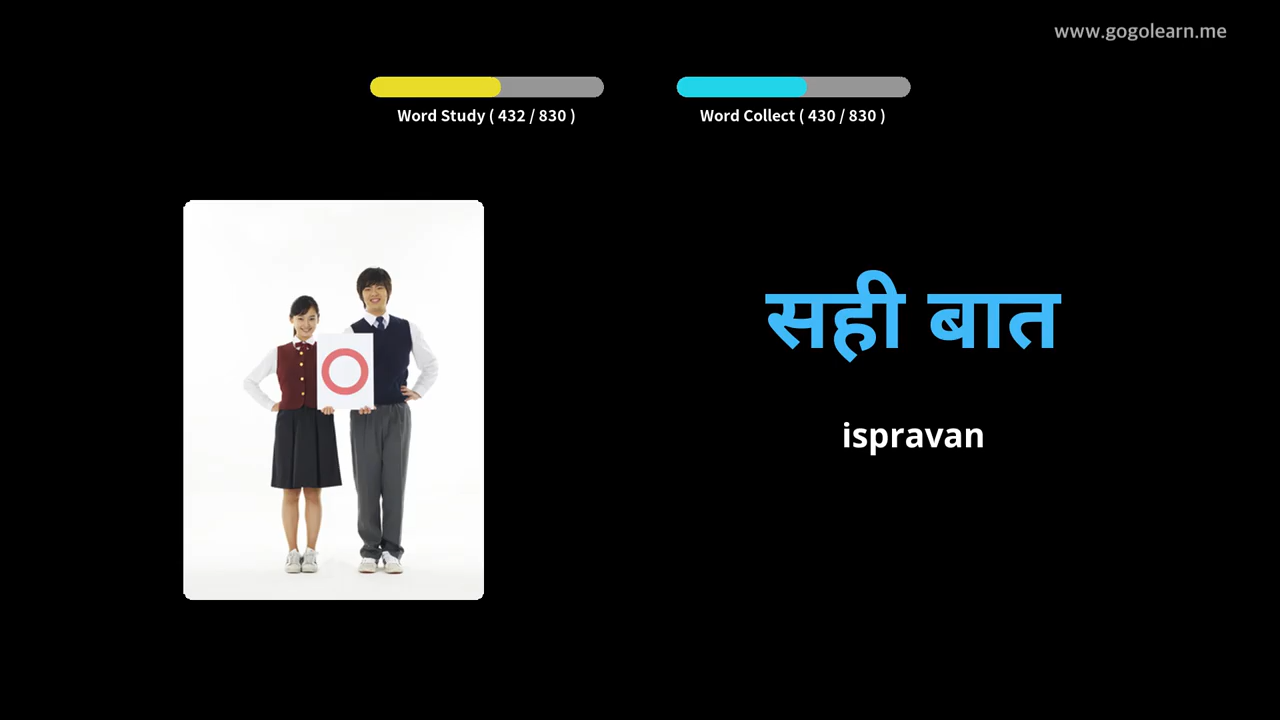 www.gogolearn.me
Word Study ( 432 / 830 )
Word Collect ( 430 / 830 )
सही बात
ispravan